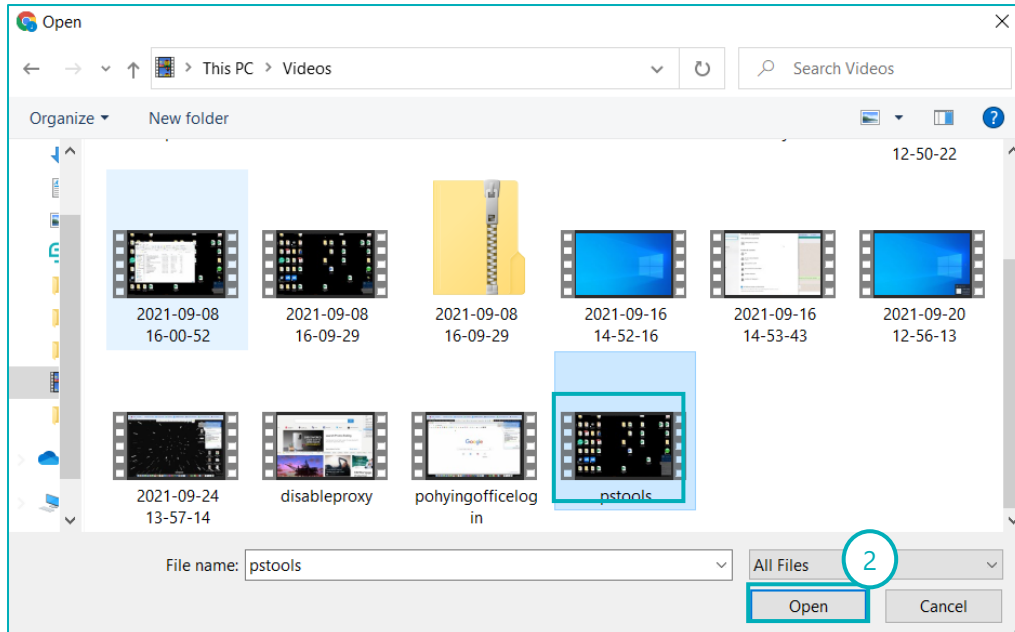 Open
This PC > Videos
Search Videos
Organize
New folder
12-50-22
2021-09-08
16-00-52
2021-09-08
16-09-29
2021-09-08
16-09-29
2021-09-16
14-52-16
2021-09-16
14-53-43
2021-09-20
12-56-13
2021-09-24
13-57-14
disableproxy
pohyingofficelog
in
pstools
File name: pstools
All Files
2
Open
Cancel